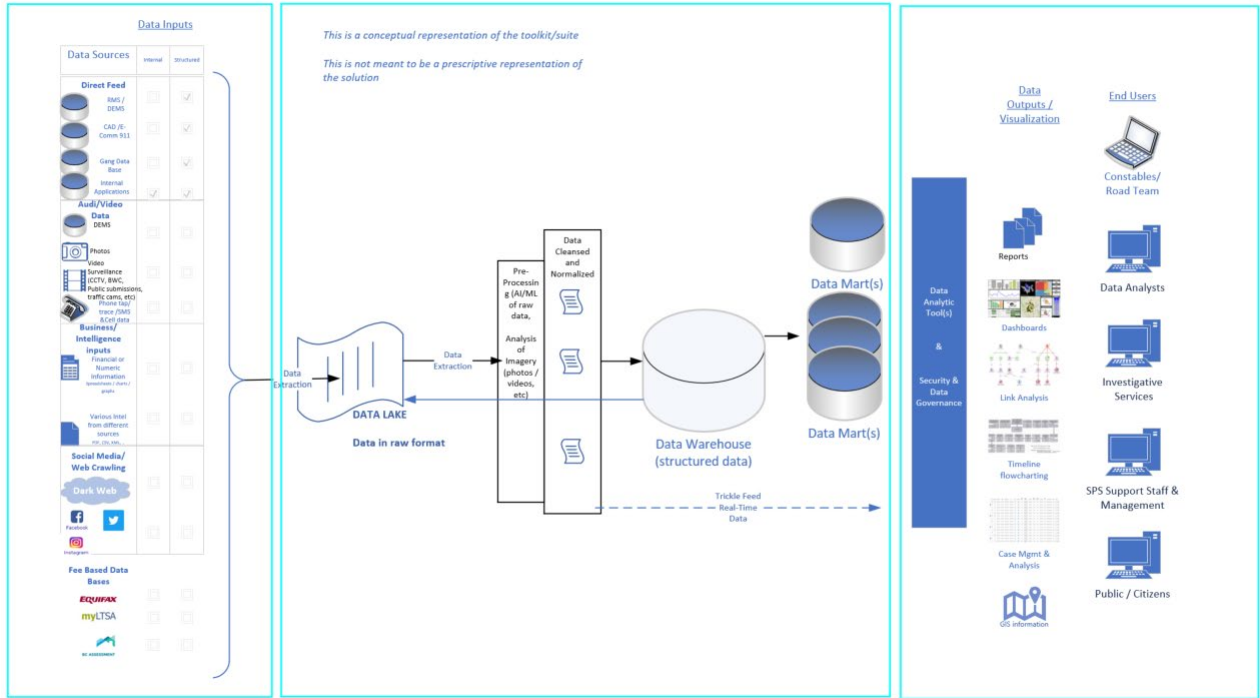 Data Inputs
Data Sources
Internal
Structured
Direct Feed
RMS /
DEMS
CAD /E-
Comm 911
Gang Data
Base
Internal
Applications
Audi/Video
Data
DEMS
Photos
Video
Surveillance
(CCTV, BWC,
Public submissions,
traffic cams, etc)
Phone tap/
trace /SMS
&Cell data
Business/
Intelligence
inputs
Financial or
Numeric
Information
Spreadsheets / charts /
graphs
Various Intel
from different
sources
Social Media/
Web Crawling
Dark Web
Facebook
Instagram
Fee Based Data
Bases
EQUIFAX
myLTSA
BC ASSESSMENT
This is a conceptual representation of the toolkit/suite
This is not meant to be a prescriptive representation of
the solution
Data
Extraction
DATA LAKE
Data in raw format
Data
Extraction
Pre-
Processin
g (AI/ML
of raw
data,
Analysis
of
Imagery
(photos /
videos,
etc)
Data
Cleansed
and
Normalized
Data Warehouse
(structured data)
Data Mart(s)
Data Mart(s)
Trickle Feed
Real-Time
Data
Data
Analytic
Tool(s)
&
Security &
Data
Governance
Data
Outputs /
Visualization
Reports
Dashboards
Link Analysis
Timeline
flowcharting
Case Mgmt &
Analysis
GIS information
End Users
Constables/
Road Team
Data Analysts
Investigative
Services
SPS Support Staff &
Management
Public / Citizens